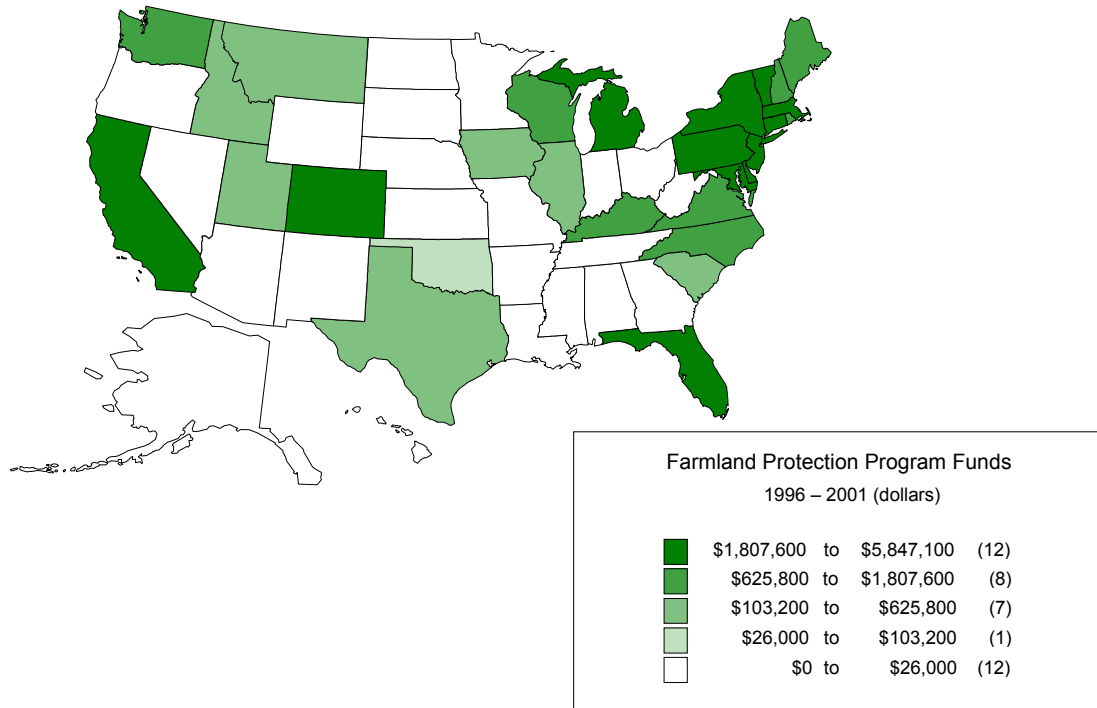 Farmland Protection Program Funds
1996 – 2001 (dollars)
$1,807,600 to $5,847,100 (12)
$625,800 to $1,807,600 (8)
$103,200 to $625,800 (7)
$26,000 to $103,200 (1)
$0 to $26,000 (12)